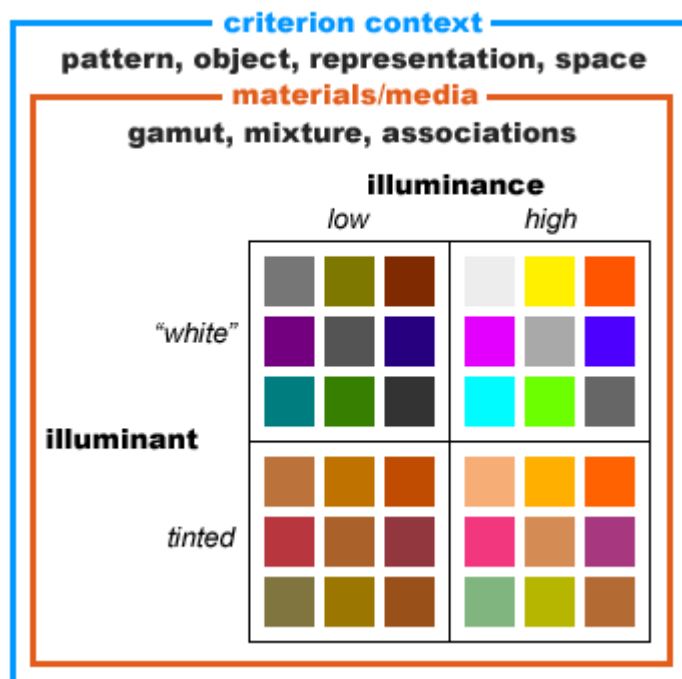 criterion context
pattern, object, representation, space
materials/media
gamut, mixture, associations
illuminance
low high
“white”
illuminant
tinted